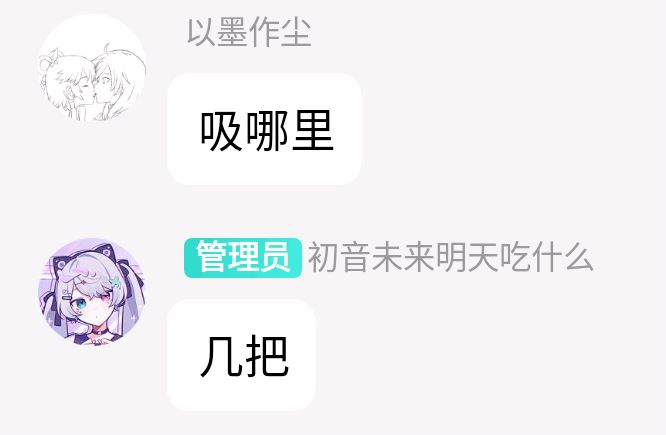 以墨作尘
吸哪里
管理员 初音未来明天吃什么
几把